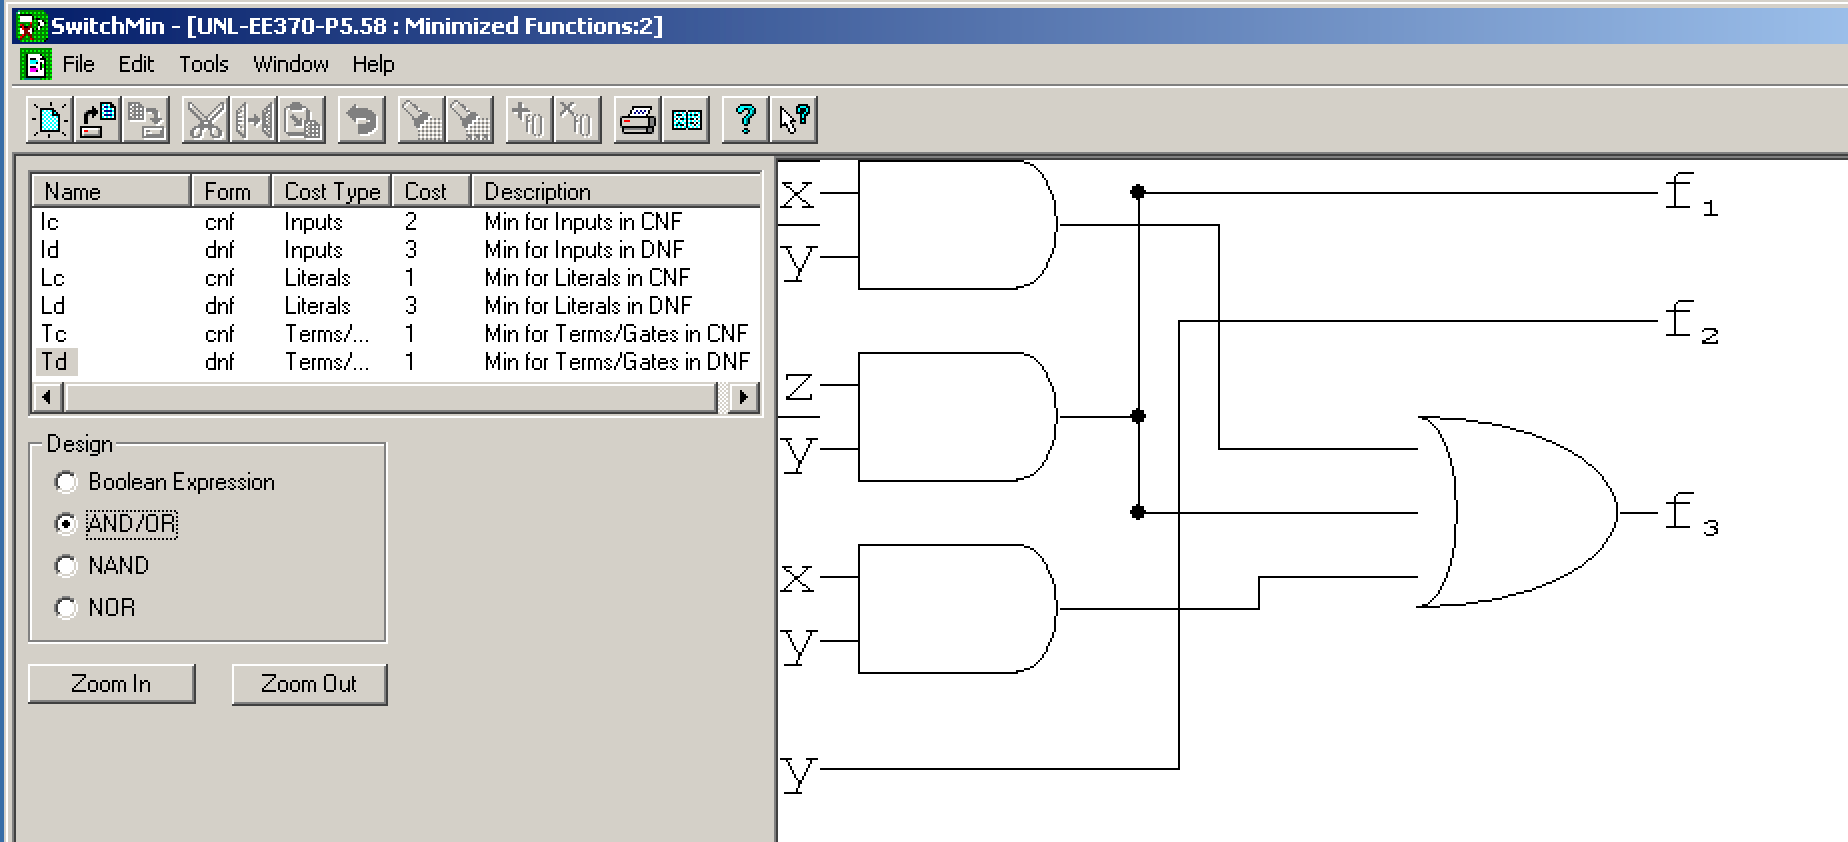 SwitchMin - [UNL-EE370-P5.58 : Minimized Functions:2]
File Edit Tools Window Help
Name Form Cost Type Cost Description
Ic cnf Inputs 2 Min for Inputs in CNF
Id dnf Inputs 3 Min for Inputs in DNF
Lc cnf Literals 1 Min for Literals in CNF
Ld dnf Literals 3 Min for Literals in DNF
Tc cnf Terms/... 1 Min for Terms/Gates in CNF
Td dnf Terms/... 1 Min for Terms/Gates in DNF
Design
Boolean Expression
AND/OR
NAND
NOR
Zoom In Zoom Out
x
y
z
y
x
y
y
f1
f2
f3